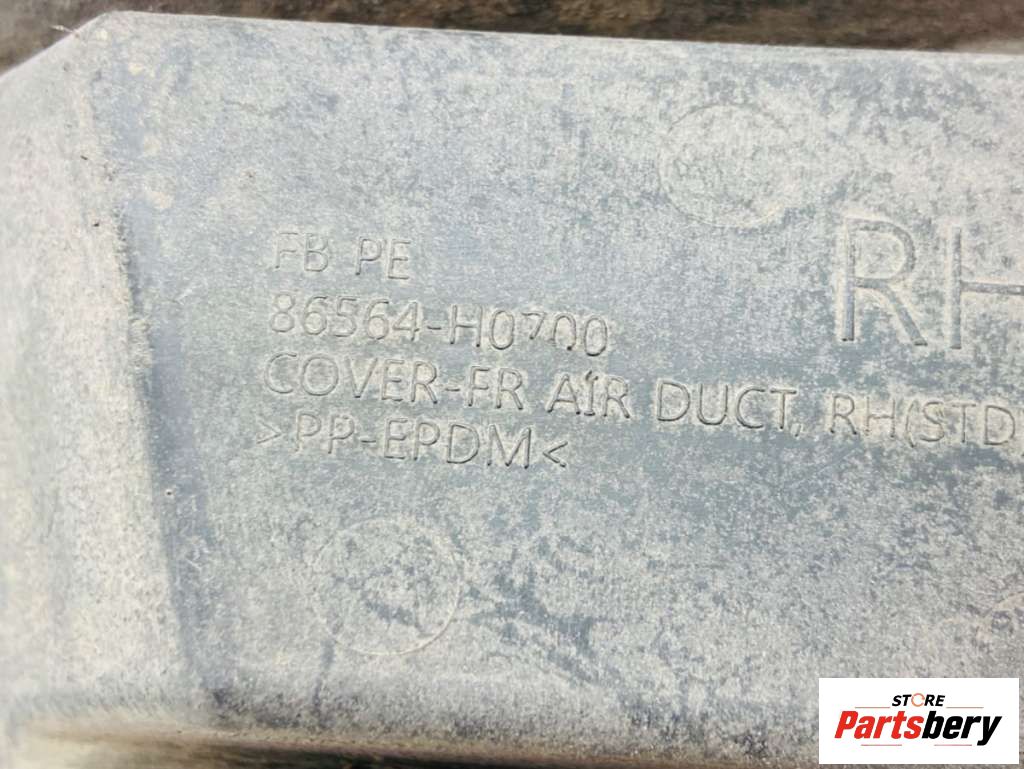 FB PE
86564-H0700
COVER-FR AIR DUCT, RH(STD
>PP-EPDM<
RH
STORE
Partsbery